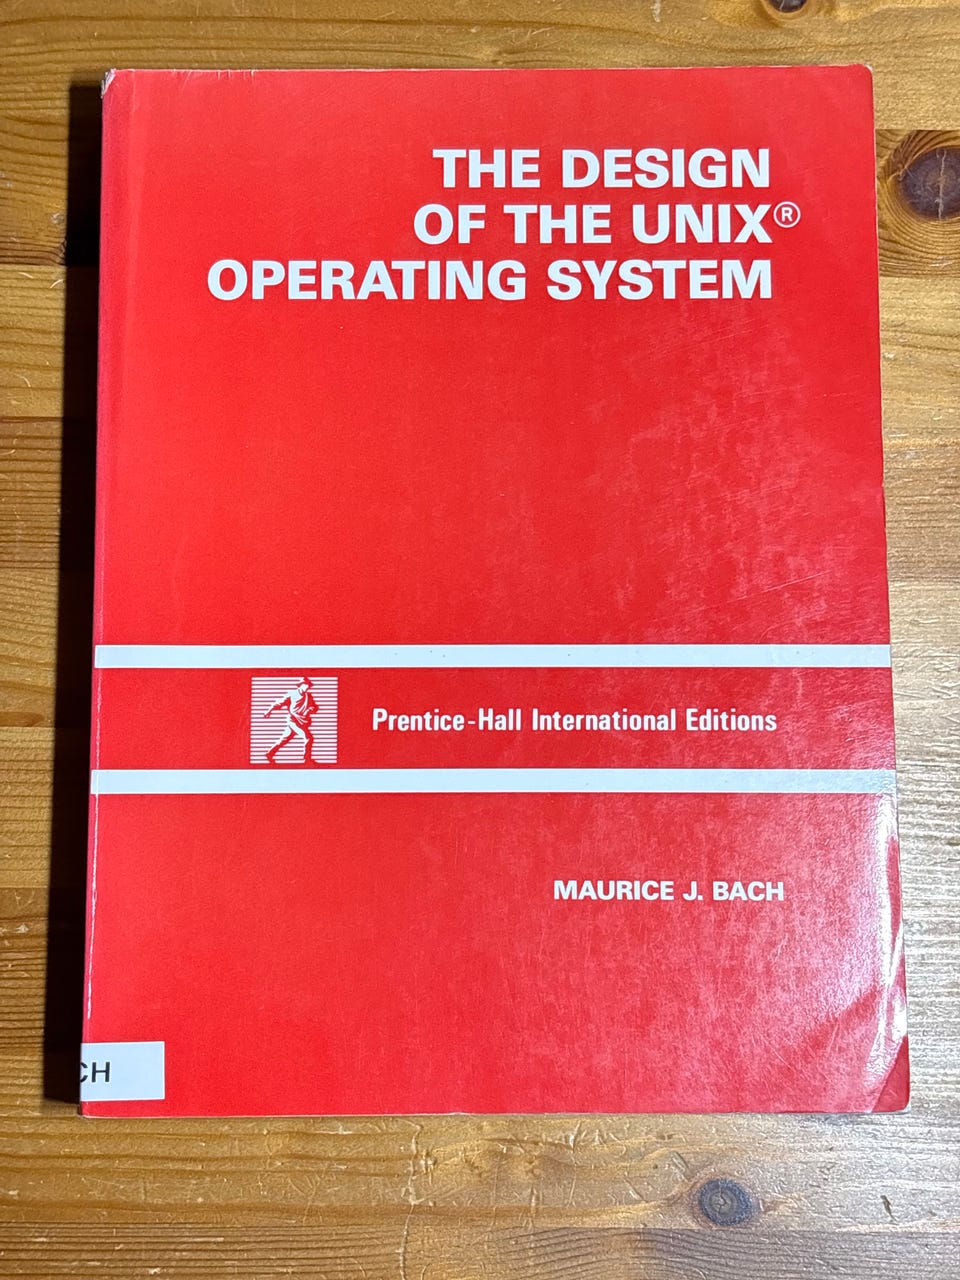 THE DESIGN
OF THE UNIX®
OPERATING SYSTEM
Prentice-Hall International Editions
MAURICE J. BACH
CH